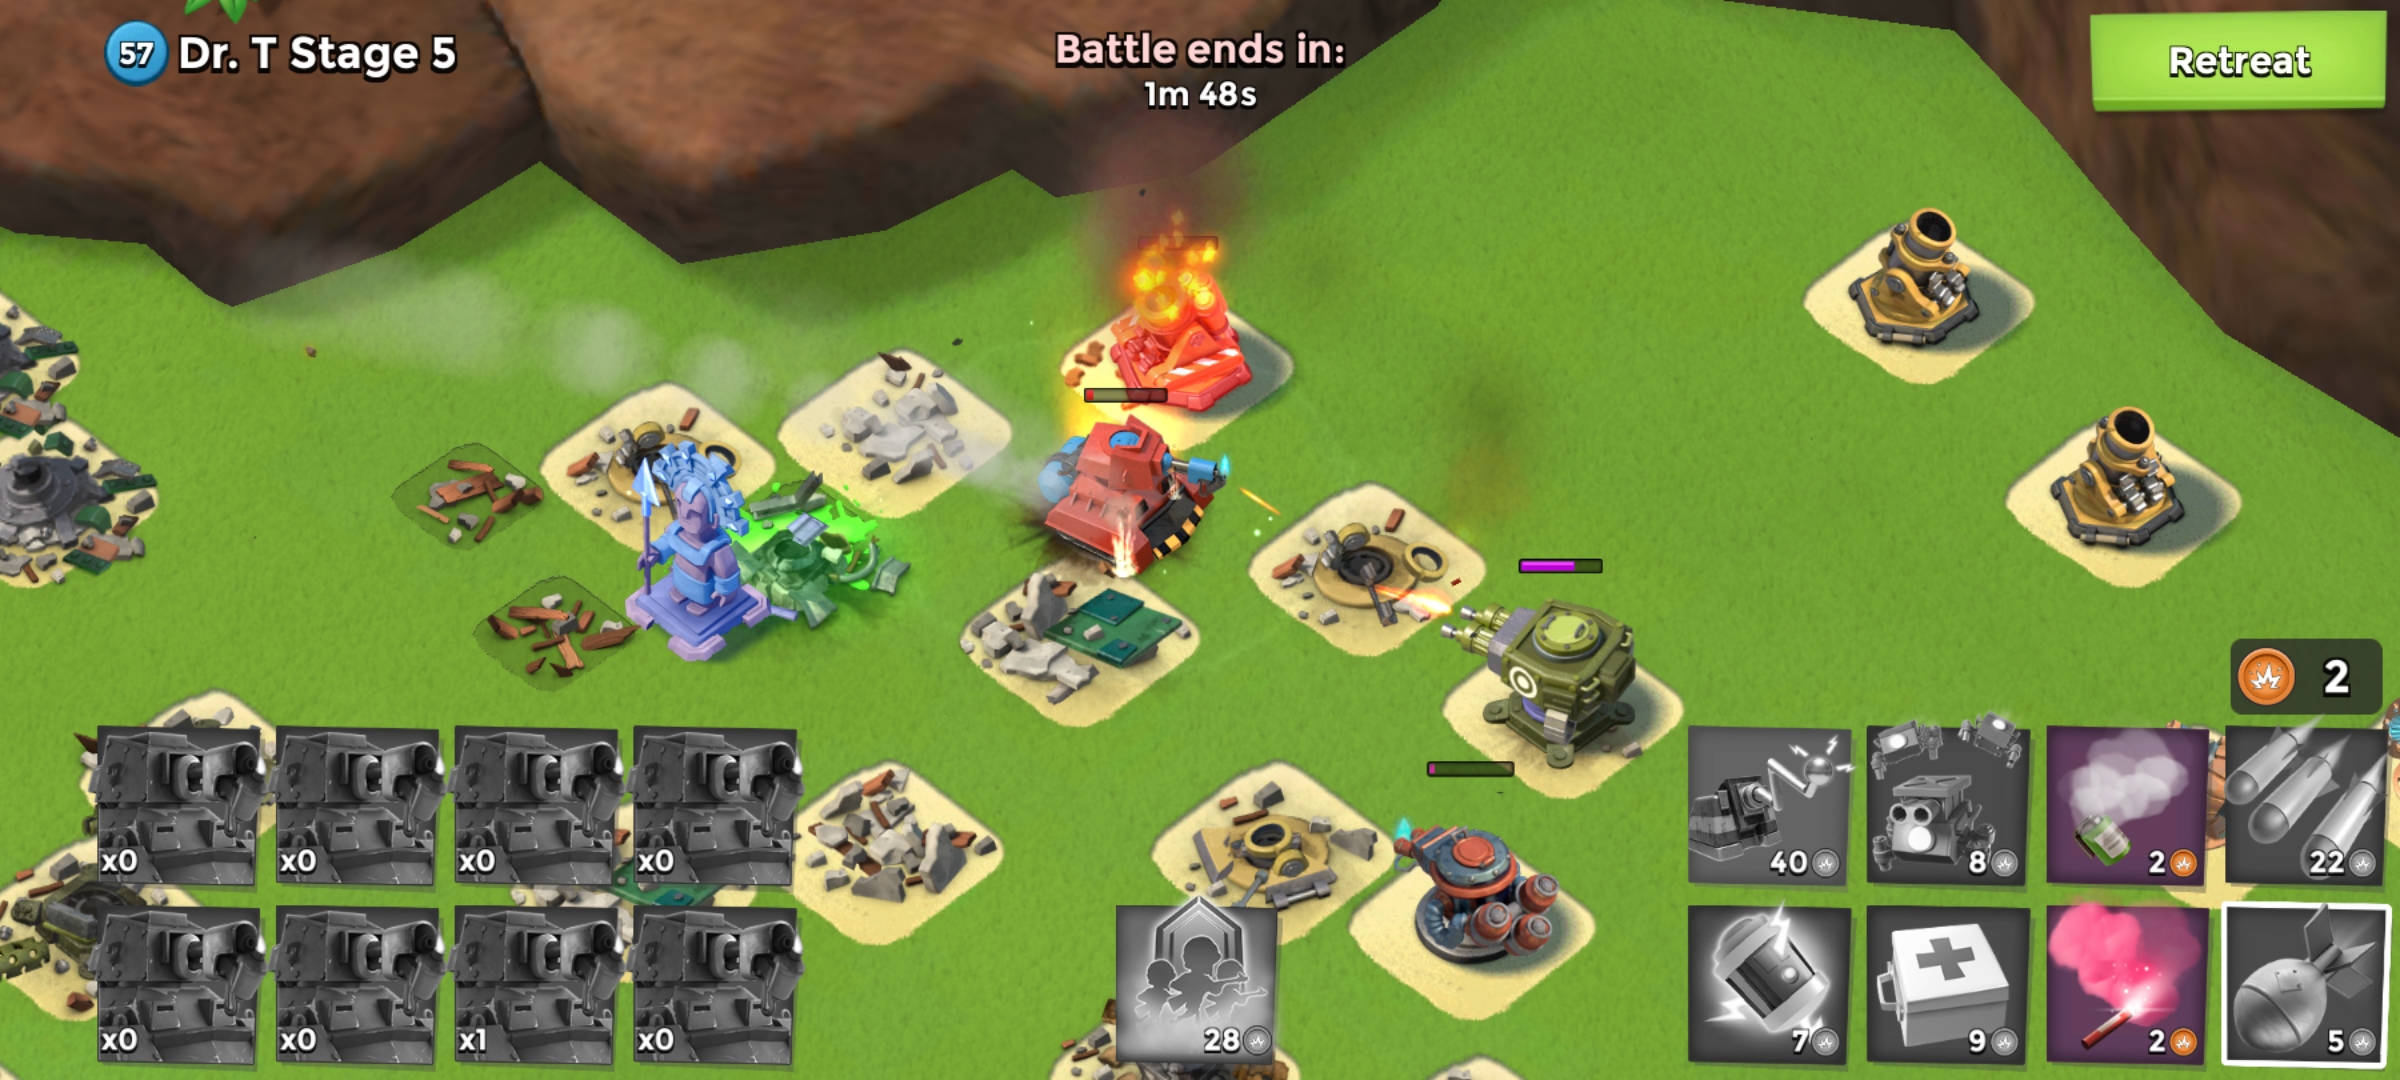 57 Dr. T Stage 5
Battle ends in:
1m 48s
Retreat
2
x0 x0 x0 x0
40 8 2 22
x0 x0 x1 x0
28
7 9 2 5